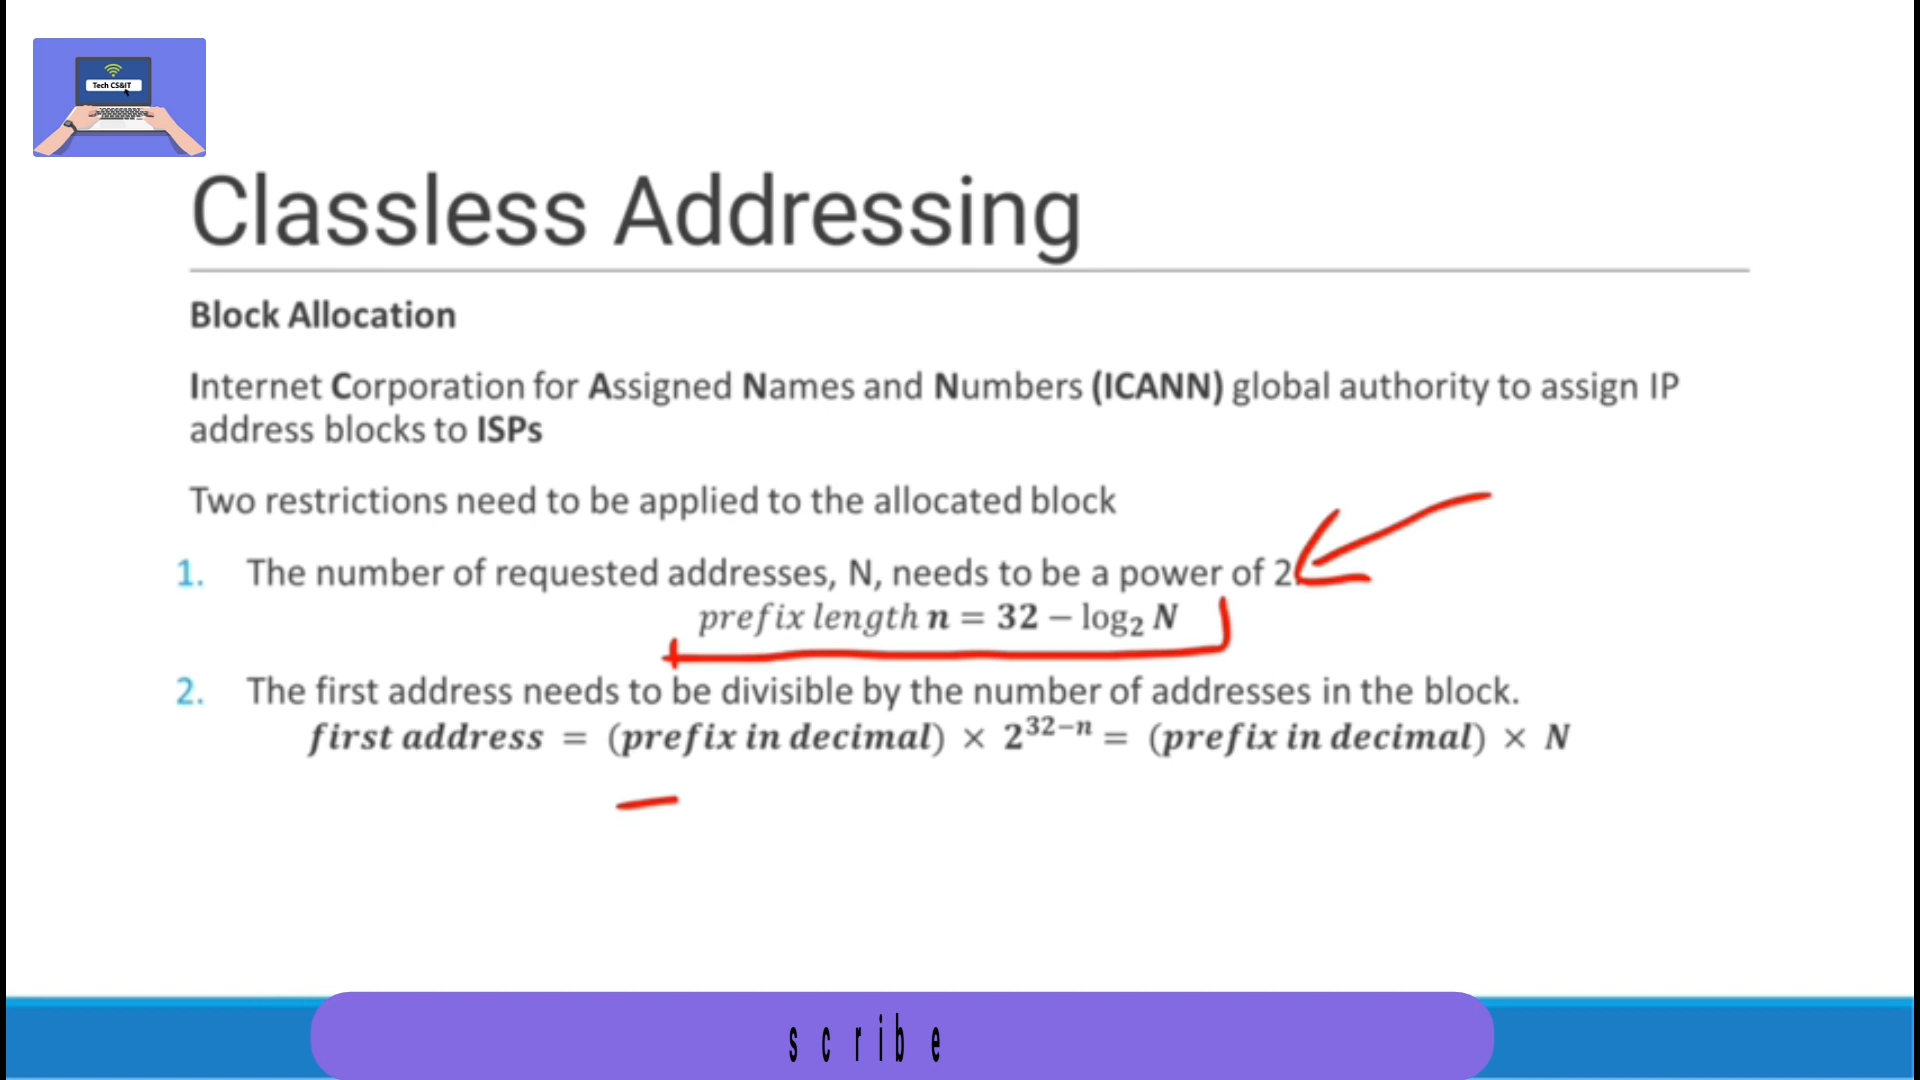 Tech CS&IT
Classless Addressing
Block Allocation
Internet Corporation for Assigned Names and Numbers (ICANN) global authority to assign IP
address blocks to ISPs
Two restrictions need to be applied to the allocated block
1. The number of requested addresses, N, needs to be a power of 2.
prefix length n = 32 − log₂ N
2. The first address needs to be divisible by the number of addresses in the block.
first address = (prefix in decimal) × 2³²⁻ⁿ = (prefix in decimal) × N
scribe